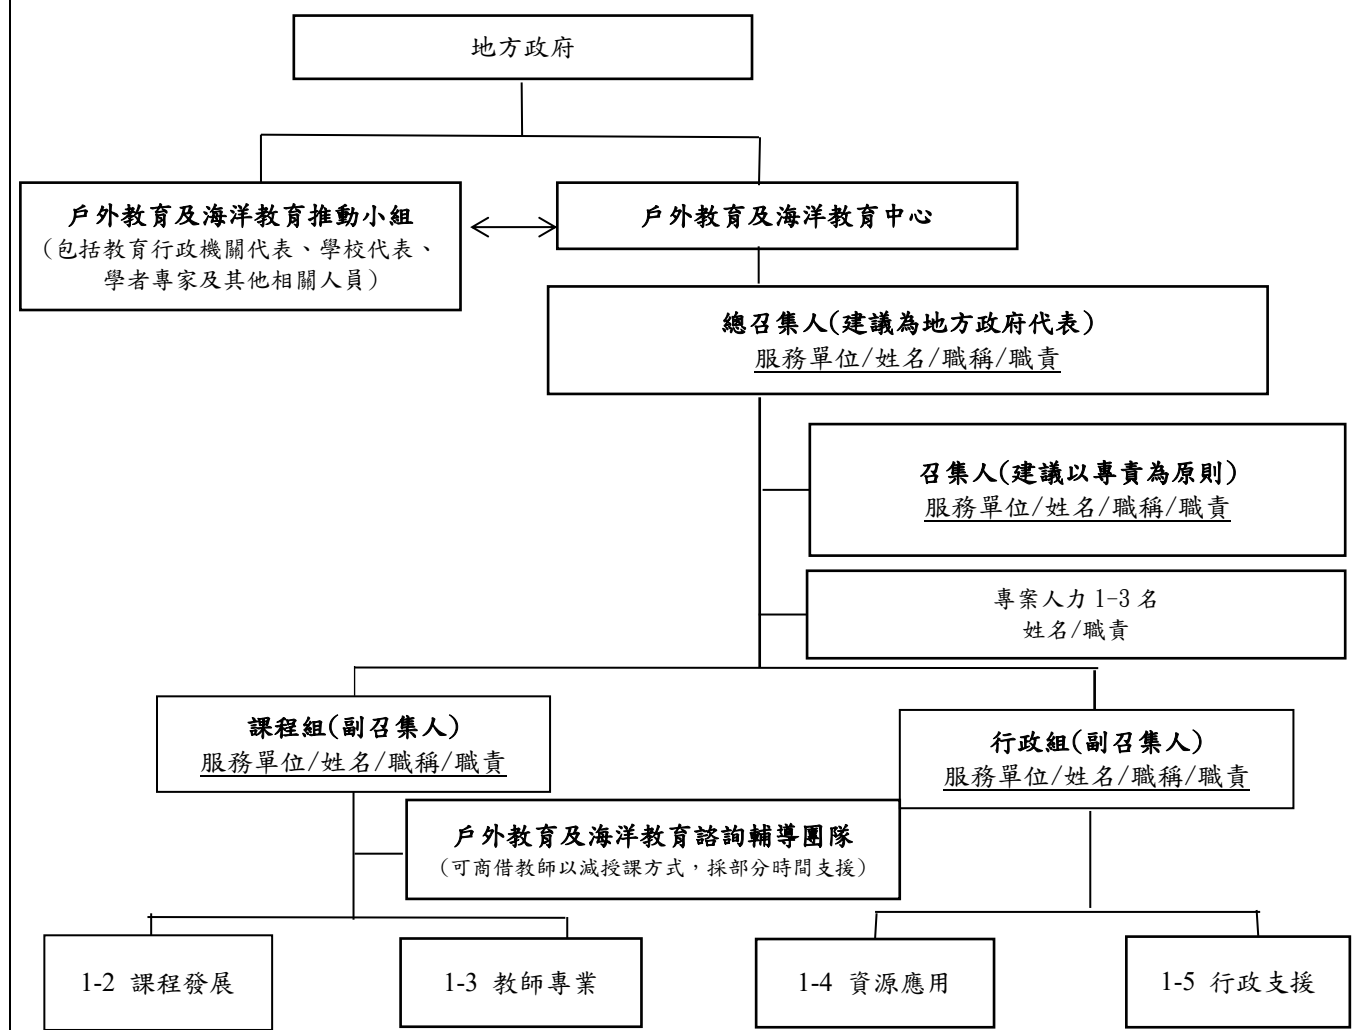 地方政府
戶外教育及海洋教育推動小組
(包括教育行政機關代表、學校代表、
學者專家及其他相關人員)
戶外教育及海洋教育中心
總召集人(建議為地方政府代表)
服務單位/姓名/職稱/職責
召集人(建議以專責為原則)
服務單位/姓名/職稱/職責
專案人力 1-3 名
姓名/職責
課程組(副召集人)
服務單位/姓名/職稱/職責
行政組(副召集人)
服務單位/姓名/職稱/職責
戶外教育及海洋教育諮詢輔導團隊
(可商借教師以減授課方式，採部分時間支援)
1-2 課程發展
1-3 教師專業
1-4 資源應用
1-5 行政支援